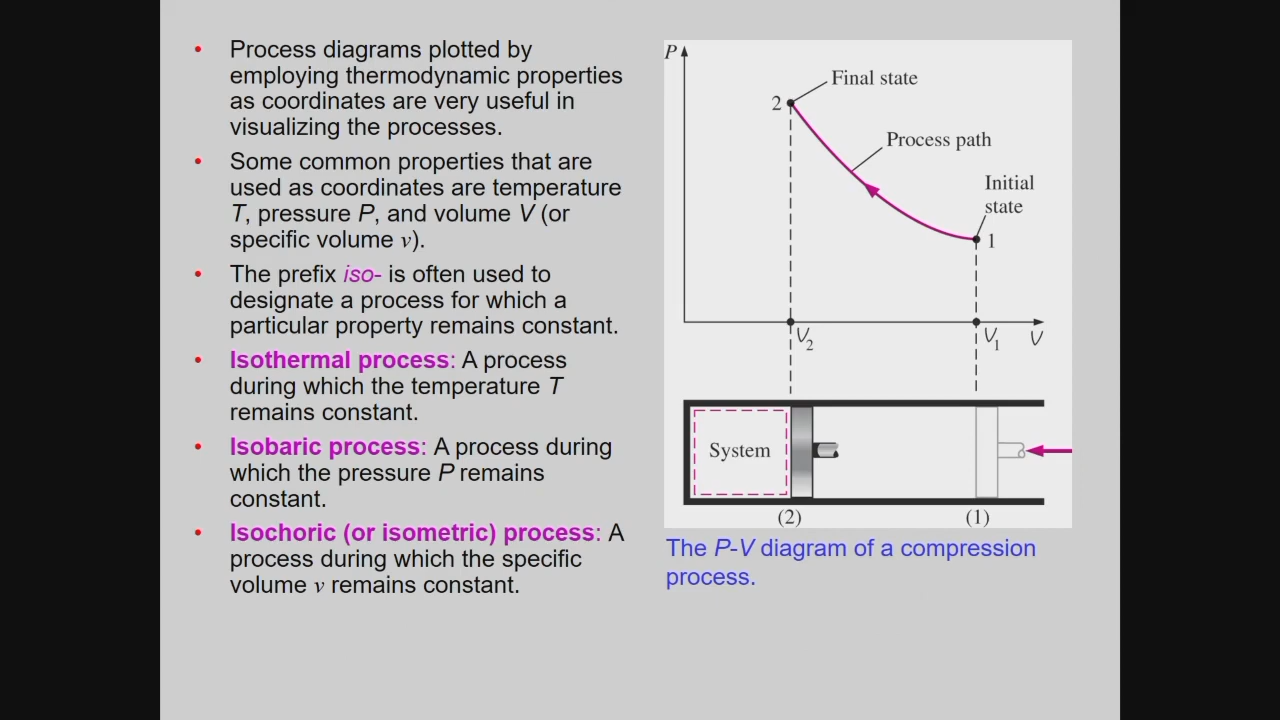 • Process diagrams plotted by
employing thermodynamic properties
as coordinates are very useful in
visualizing the processes.
• Some common properties that are
used as coordinates are temperature
T, pressure P, and volume V (or
specific volume v).
• The prefix iso- is often used to
designate a process for which a
particular property remains constant.
• Isothermal process: A process
during which the temperature T
remains constant.
• Isobaric process: A process during
which the pressure P remains
constant.
• Isochoric (or isometric) process: A
process during which the specific
volume v remains constant.
P
Final state
2
Process path
Initial
state
1
V2
V1
V
System
(2)
(1)
The P-V diagram of a compression
process.